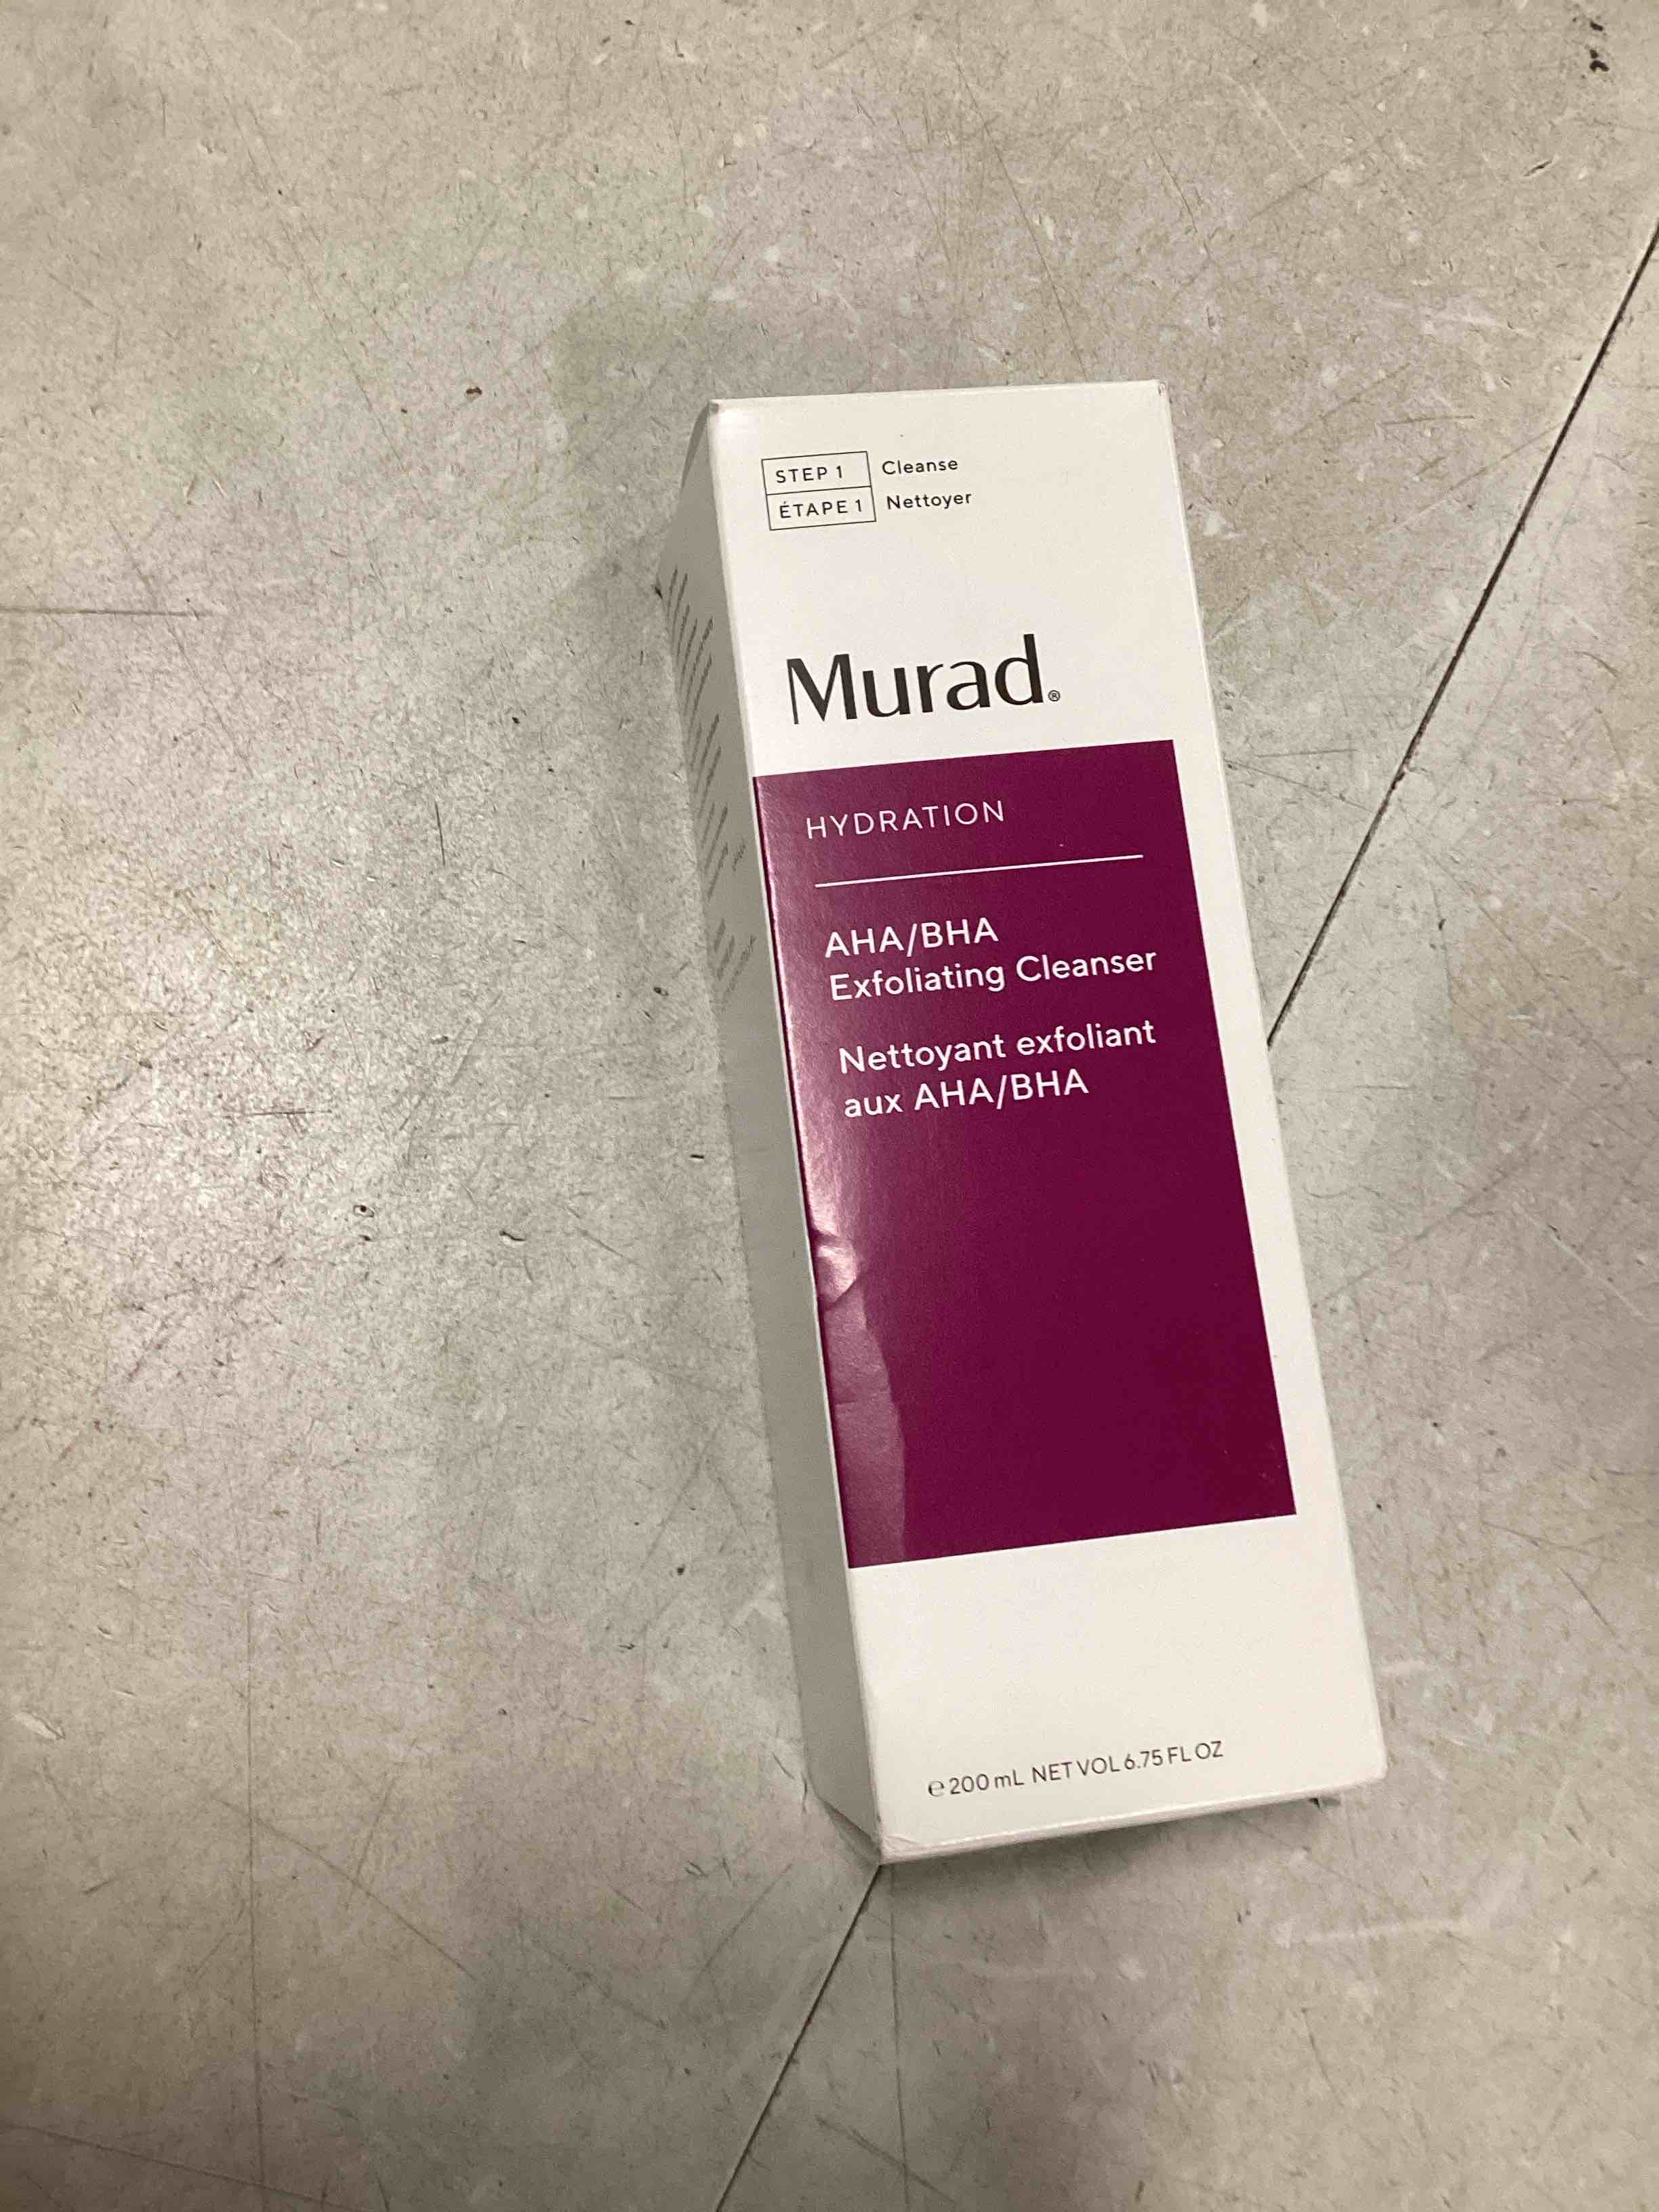 STEP 1 Cleanse
ÉTAPE 1 Nettoyer
Murad®
HYDRATION
AHA/BHA
Exfoliating Cleanser
Nettoyant exfoliant
aux AHA/BHA
℮ 200 mL NET VOL 6.75 FL OZ